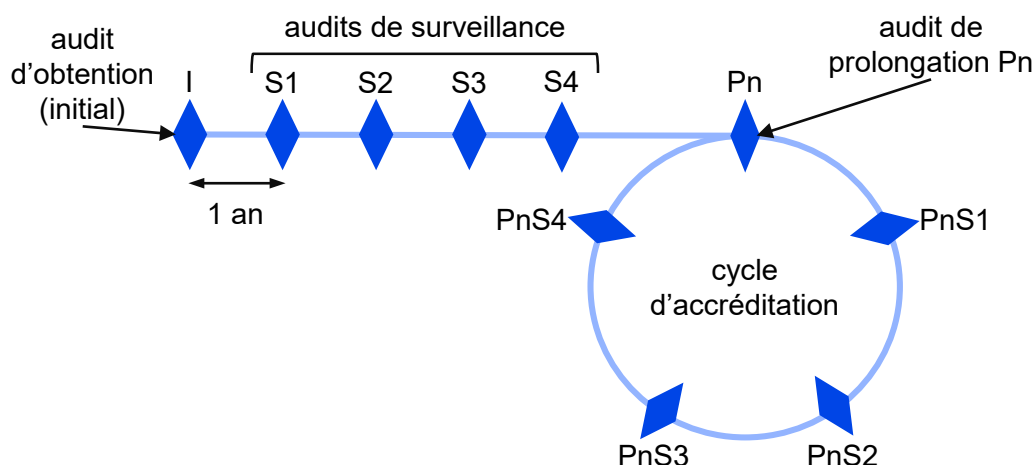 audit
d'obtention
(initial)
audits de surveillance
audit de
prolongation Pn
I
S1
S2
S3
S4
Pn
1 an
PnS4
PnS1
cycle
d'accréditation
PnS3
PnS2